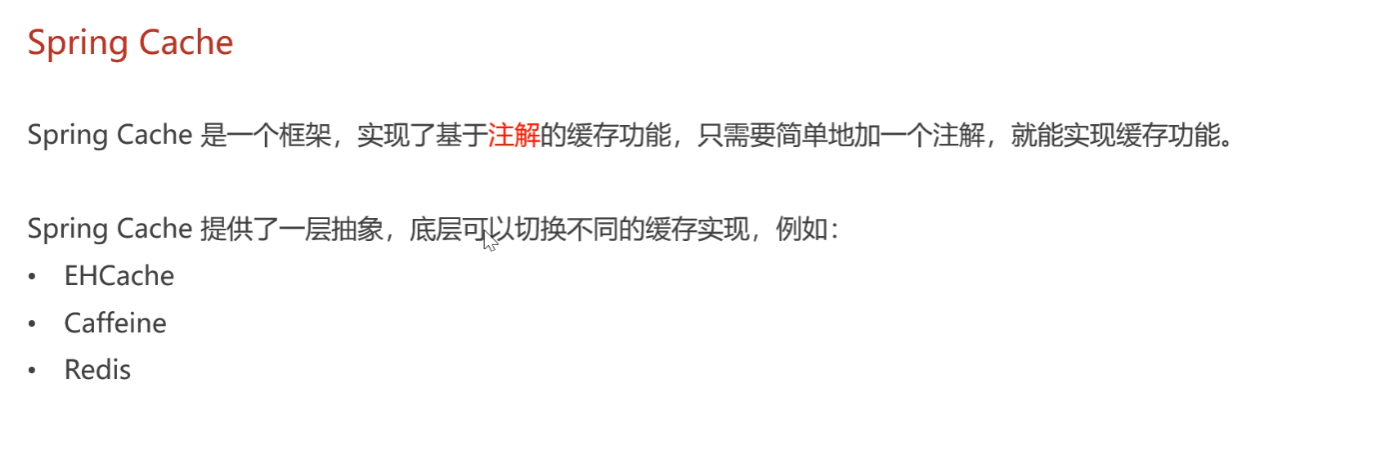 Spring Cache
Spring Cache 是一个框架，实现了基于注解的缓存功能，只需要简单地加一个注解，就能实现缓存功能。
Spring Cache 提供了一层抽象，底层可以切换不同的缓存实现，例如：
• EHCache
• Caffeine
• Redis